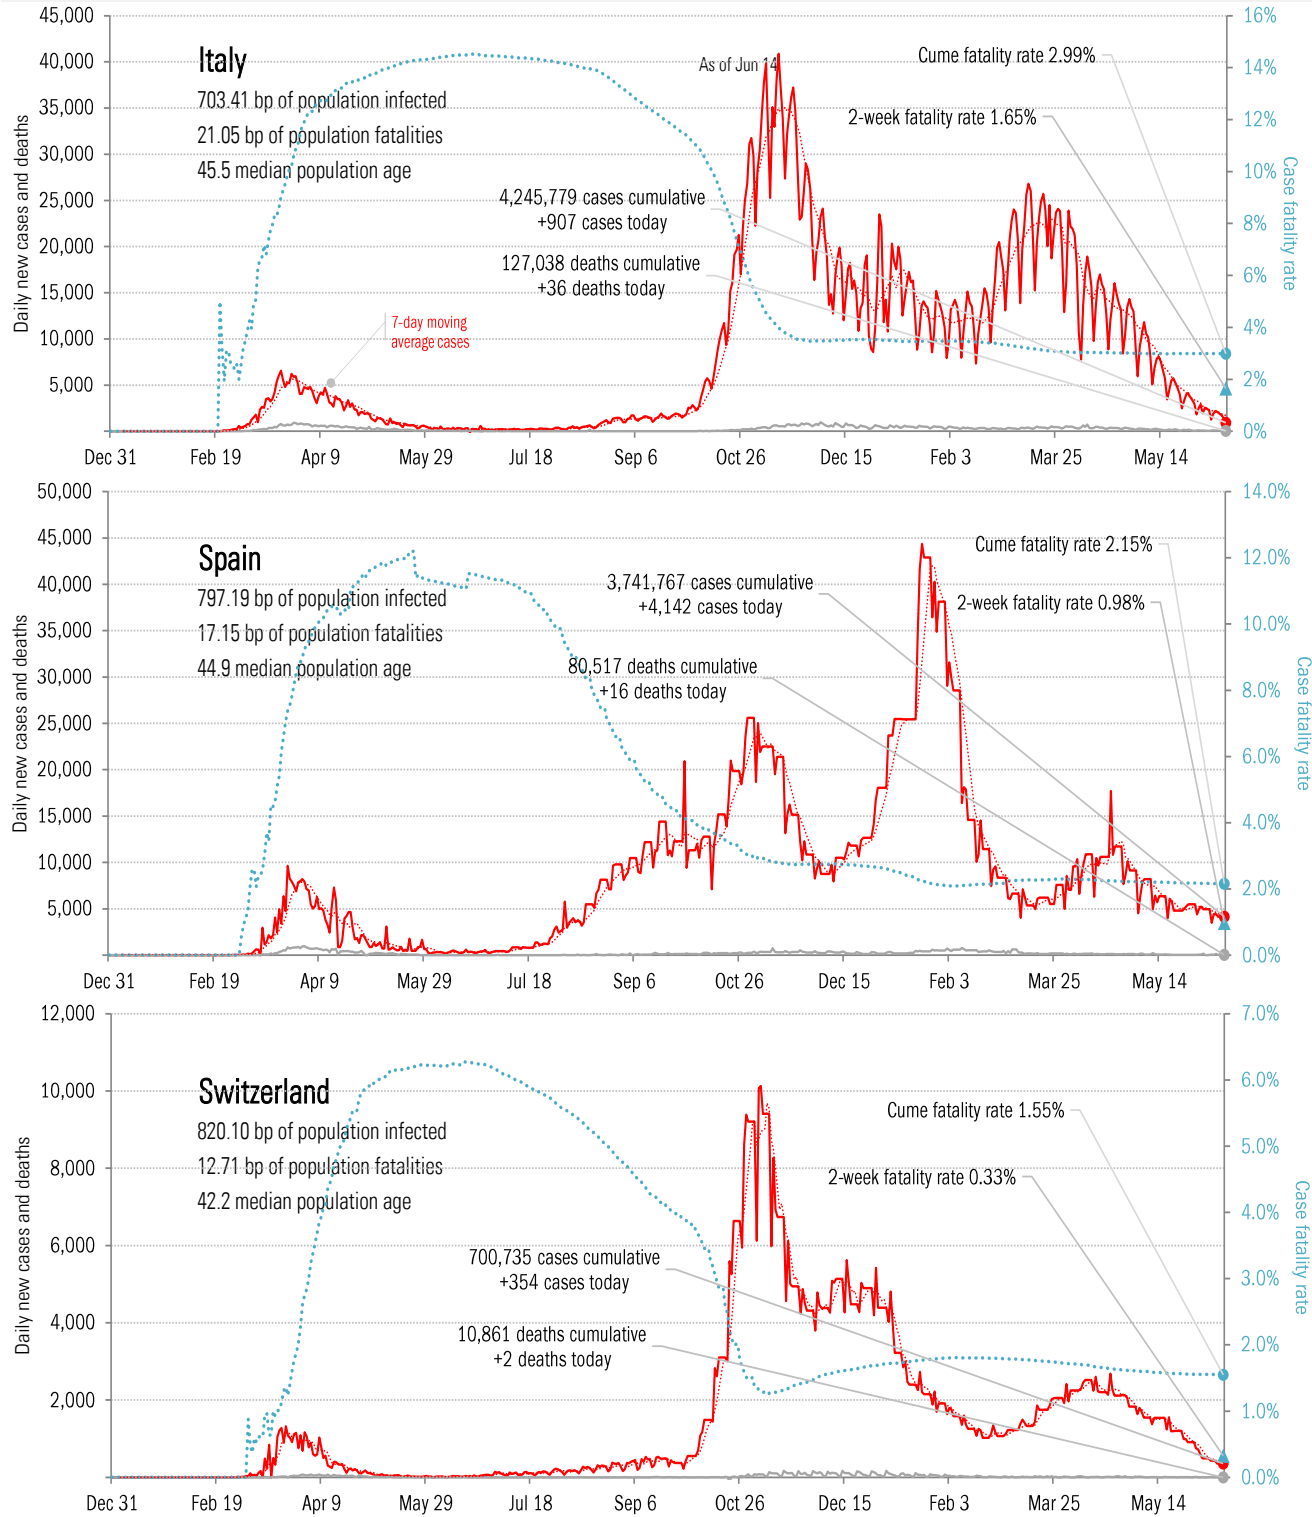 45,000
40,000
35,000
30,000
25,000
20,000
15,000
10,000
5,000
Daily new cases and deaths
Italy
703.41 bp of population infected
21.05 bp of population fatalities
45.5 median population age
As of Jun 14
Cume fatality rate 2.99%
2-week fatality rate 1.65%
4,245,779 cases cumulative
+907 cases today
127,038 deaths cumulative
+36 deaths today
7-day moving
average cases
16%
14%
12%
10%
8%
6%
4%
2%
0%
Case fatality rate
Dec 31 Feb 19 Apr 9 May 29 Jul 18 Sep 6 Oct 26 Dec 15 Feb 3 Mar 25 May 14
50,000
45,000
40,000
35,000
30,000
25,000
20,000
15,000
10,000
5,000
Daily new cases and deaths
Spain
797.19 bp of population infected
17.15 bp of population fatalities
44.9 median population age
Cume fatality rate 2.15%
3,741,767 cases cumulative
+4,142 cases today
2-week fatality rate 0.98%
80,517 deaths cumulative
+16 deaths today
14.0%
12.0%
10.0%
8.0%
6.0%
4.0%
2.0%
0.0%
Case fatality rate
Dec 31 Feb 19 Apr 9 May 29 Jul 18 Sep 6 Oct 26 Dec 15 Feb 3 Mar 25 May 14
12,000
10,000
8,000
6,000
4,000
2,000
Daily new cases and deaths
Switzerland
820.10 bp of population infected
12.71 bp of population fatalities
42.2 median population age
Cume fatality rate 1.55%
2-week fatality rate 0.33%
700,735 cases cumulative
+354 cases today
10,861 deaths cumulative
+2 deaths today
7.0%
6.0%
5.0%
4.0%
3.0%
2.0%
1.0%
0.0%
Case fatality rate
Dec 31 Feb 19 Apr 9 May 29 Jul 18 Sep 6 Oct 26 Dec 15 Feb 3 Mar 25 May 14